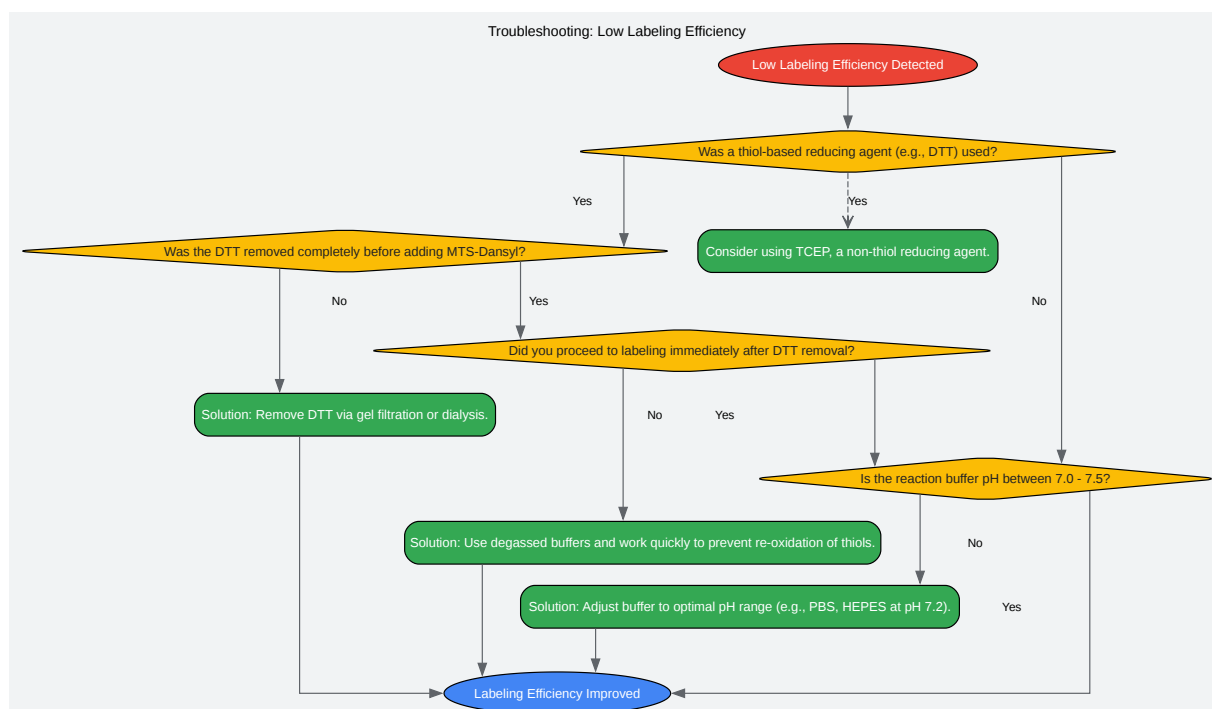 Troubleshooting: Low Labeling Efficiency
Low Labeling Efficiency Detected
Was a thiol-based reducing agent (e.g., DTT) used?
Yes
Yes
Was the DTT removed completely before adding MTS-Dansyl?
Consider using TCEP, a non-thiol reducing agent.
No
Yes
No
Did you proceed to labeling immediately after DTT removal?
Solution: Remove DTT via gel filtration or dialysis.
No
Yes
Is the reaction buffer pH between 7.0 - 7.5?
Solution: Use degassed buffers and work quickly to prevent re-oxidation of thiols.
No
Solution: Adjust buffer to optimal pH range (e.g., PBS, HEPES at pH 7.2).
Yes
Labeling Efficiency Improved